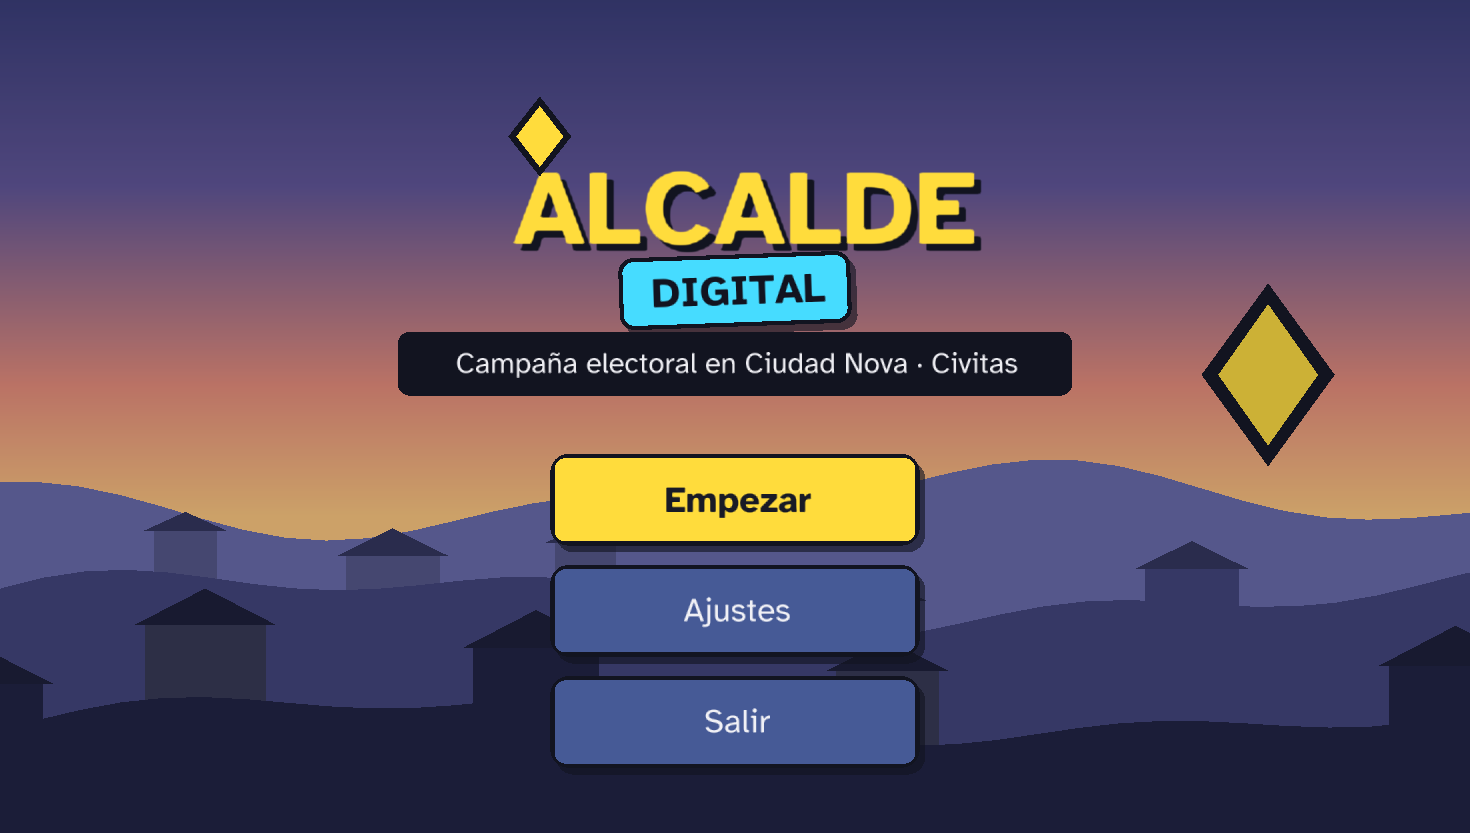 ALCALDE
DIGITAL
Campaña electoral en Ciudad Nova · Civitas
Empezar
Ajustes
Salir